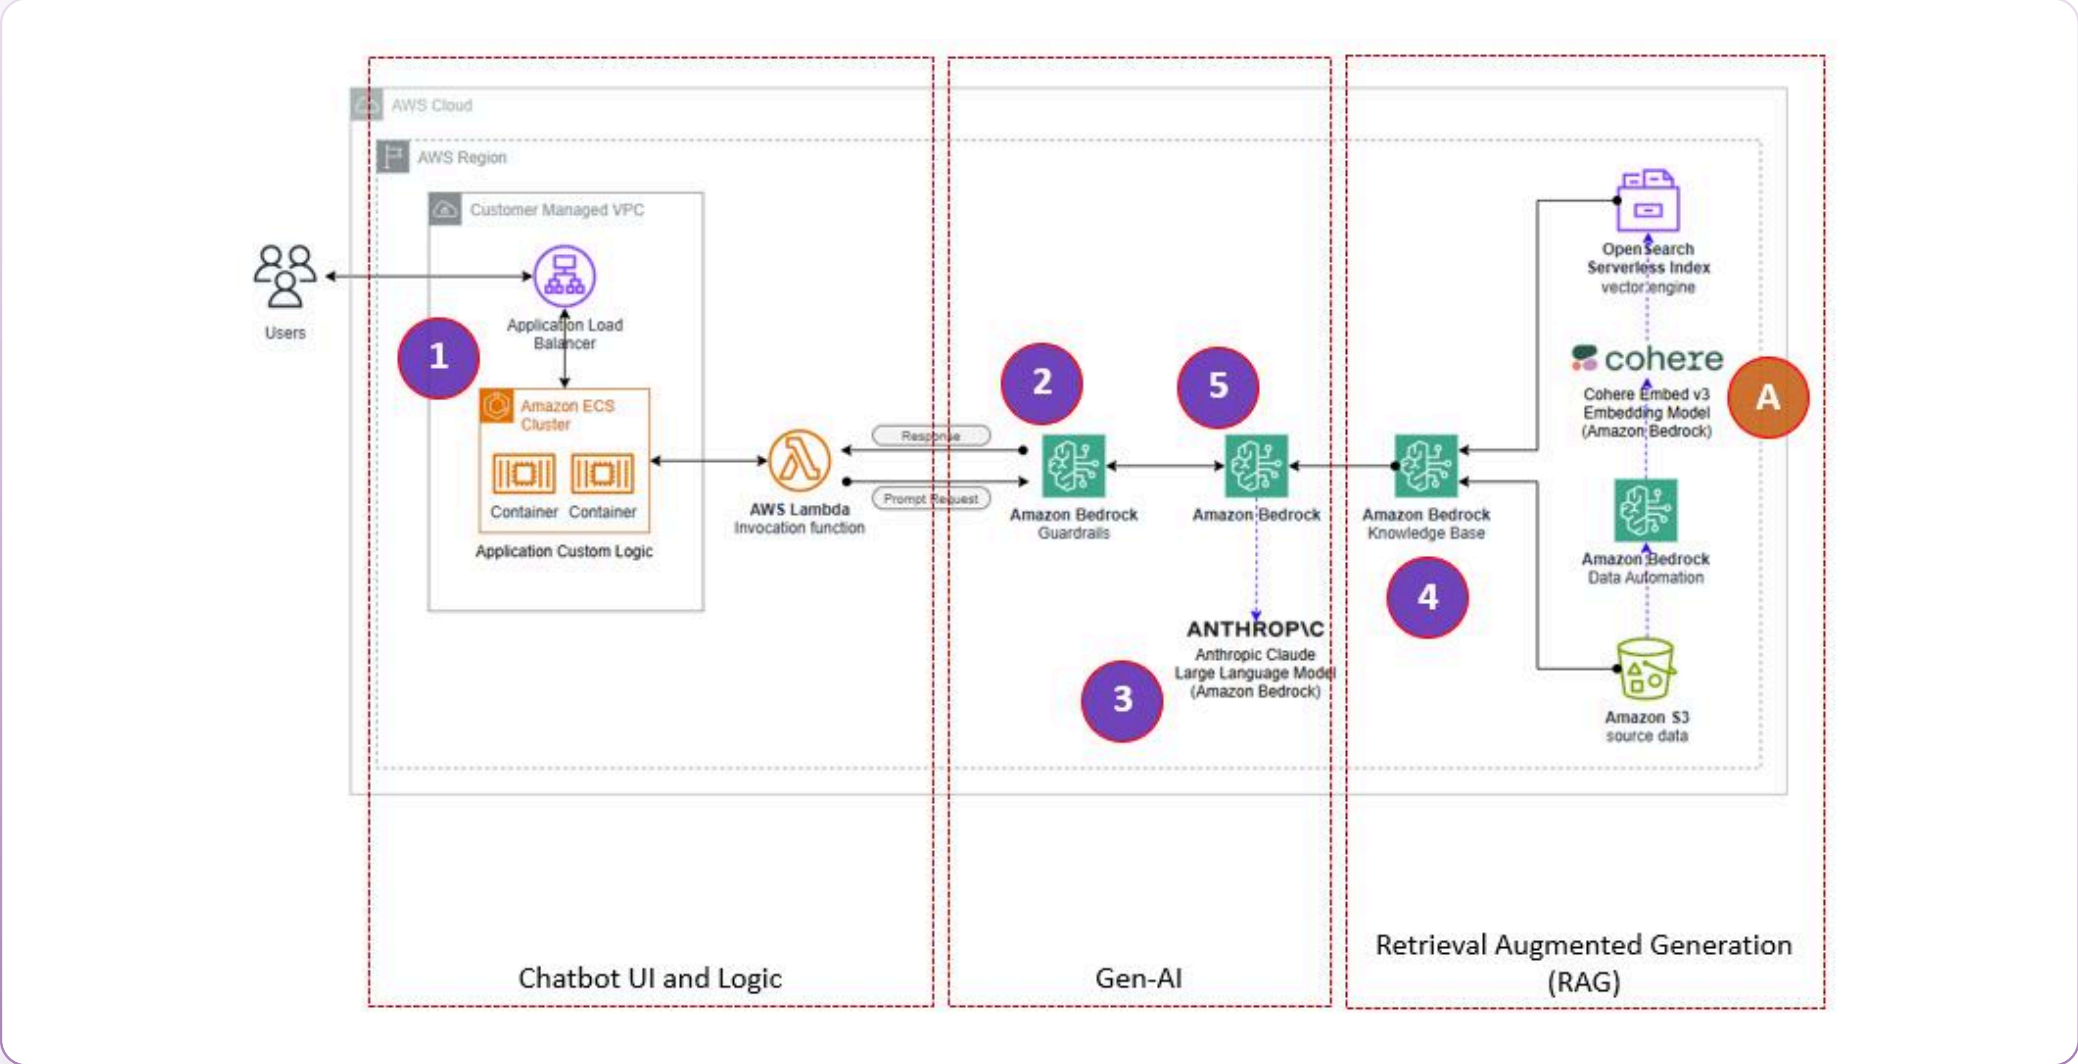 AWS Cloud
AWS Region
Customer Managed VPC
Users
Application Load
Balancer
1
Amazon ECS
Cluster
Container Container
Application Custom Logic
AWS Lambda
Invocation function
Response
Prompt Request
2
Amazon Bedrock
Guardrails
5
Amazon Bedrock
ANTHROP\C
Anthropic Claude
Large Language Model
(Amazon Bedrock)
3
Amazon Bedrock
Knowledge Base
4
OpenSearch
Serverless Index
vector engine
cohere
Cohere Embed v3
Embedding Model
(Amazon Bedrock)
A
Amazon Bedrock
Data Automation
Amazon S3
source data
Chatbot UI and Logic
Gen-AI
Retrieval Augmented Generation
(RAG)